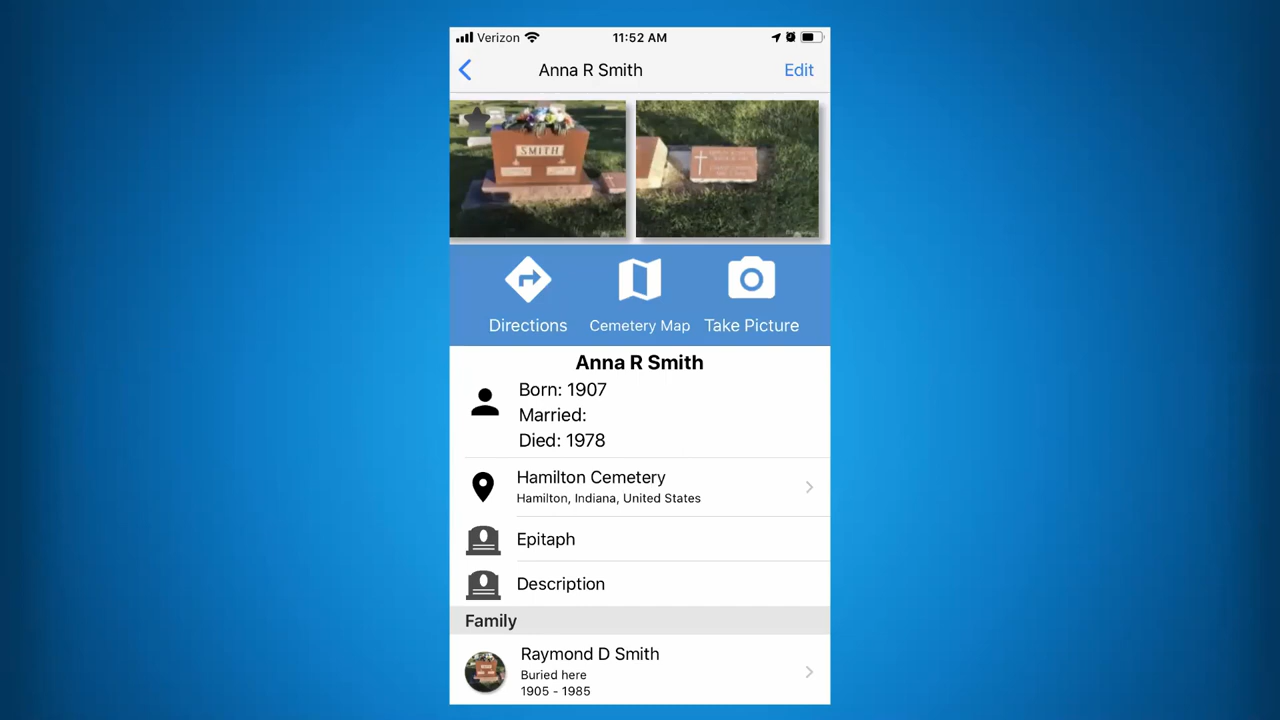 Verizon
11:52 AM
Anna R Smith
Edit
SMITH
Directions
Cemetery Map
Take Picture
Anna R Smith
Born: 1907
Married:
Died: 1978
Hamilton Cemetery
Hamilton, Indiana, United States
Epitaph
Description
Family
Raymond D Smith
Buried here
1905 - 1985